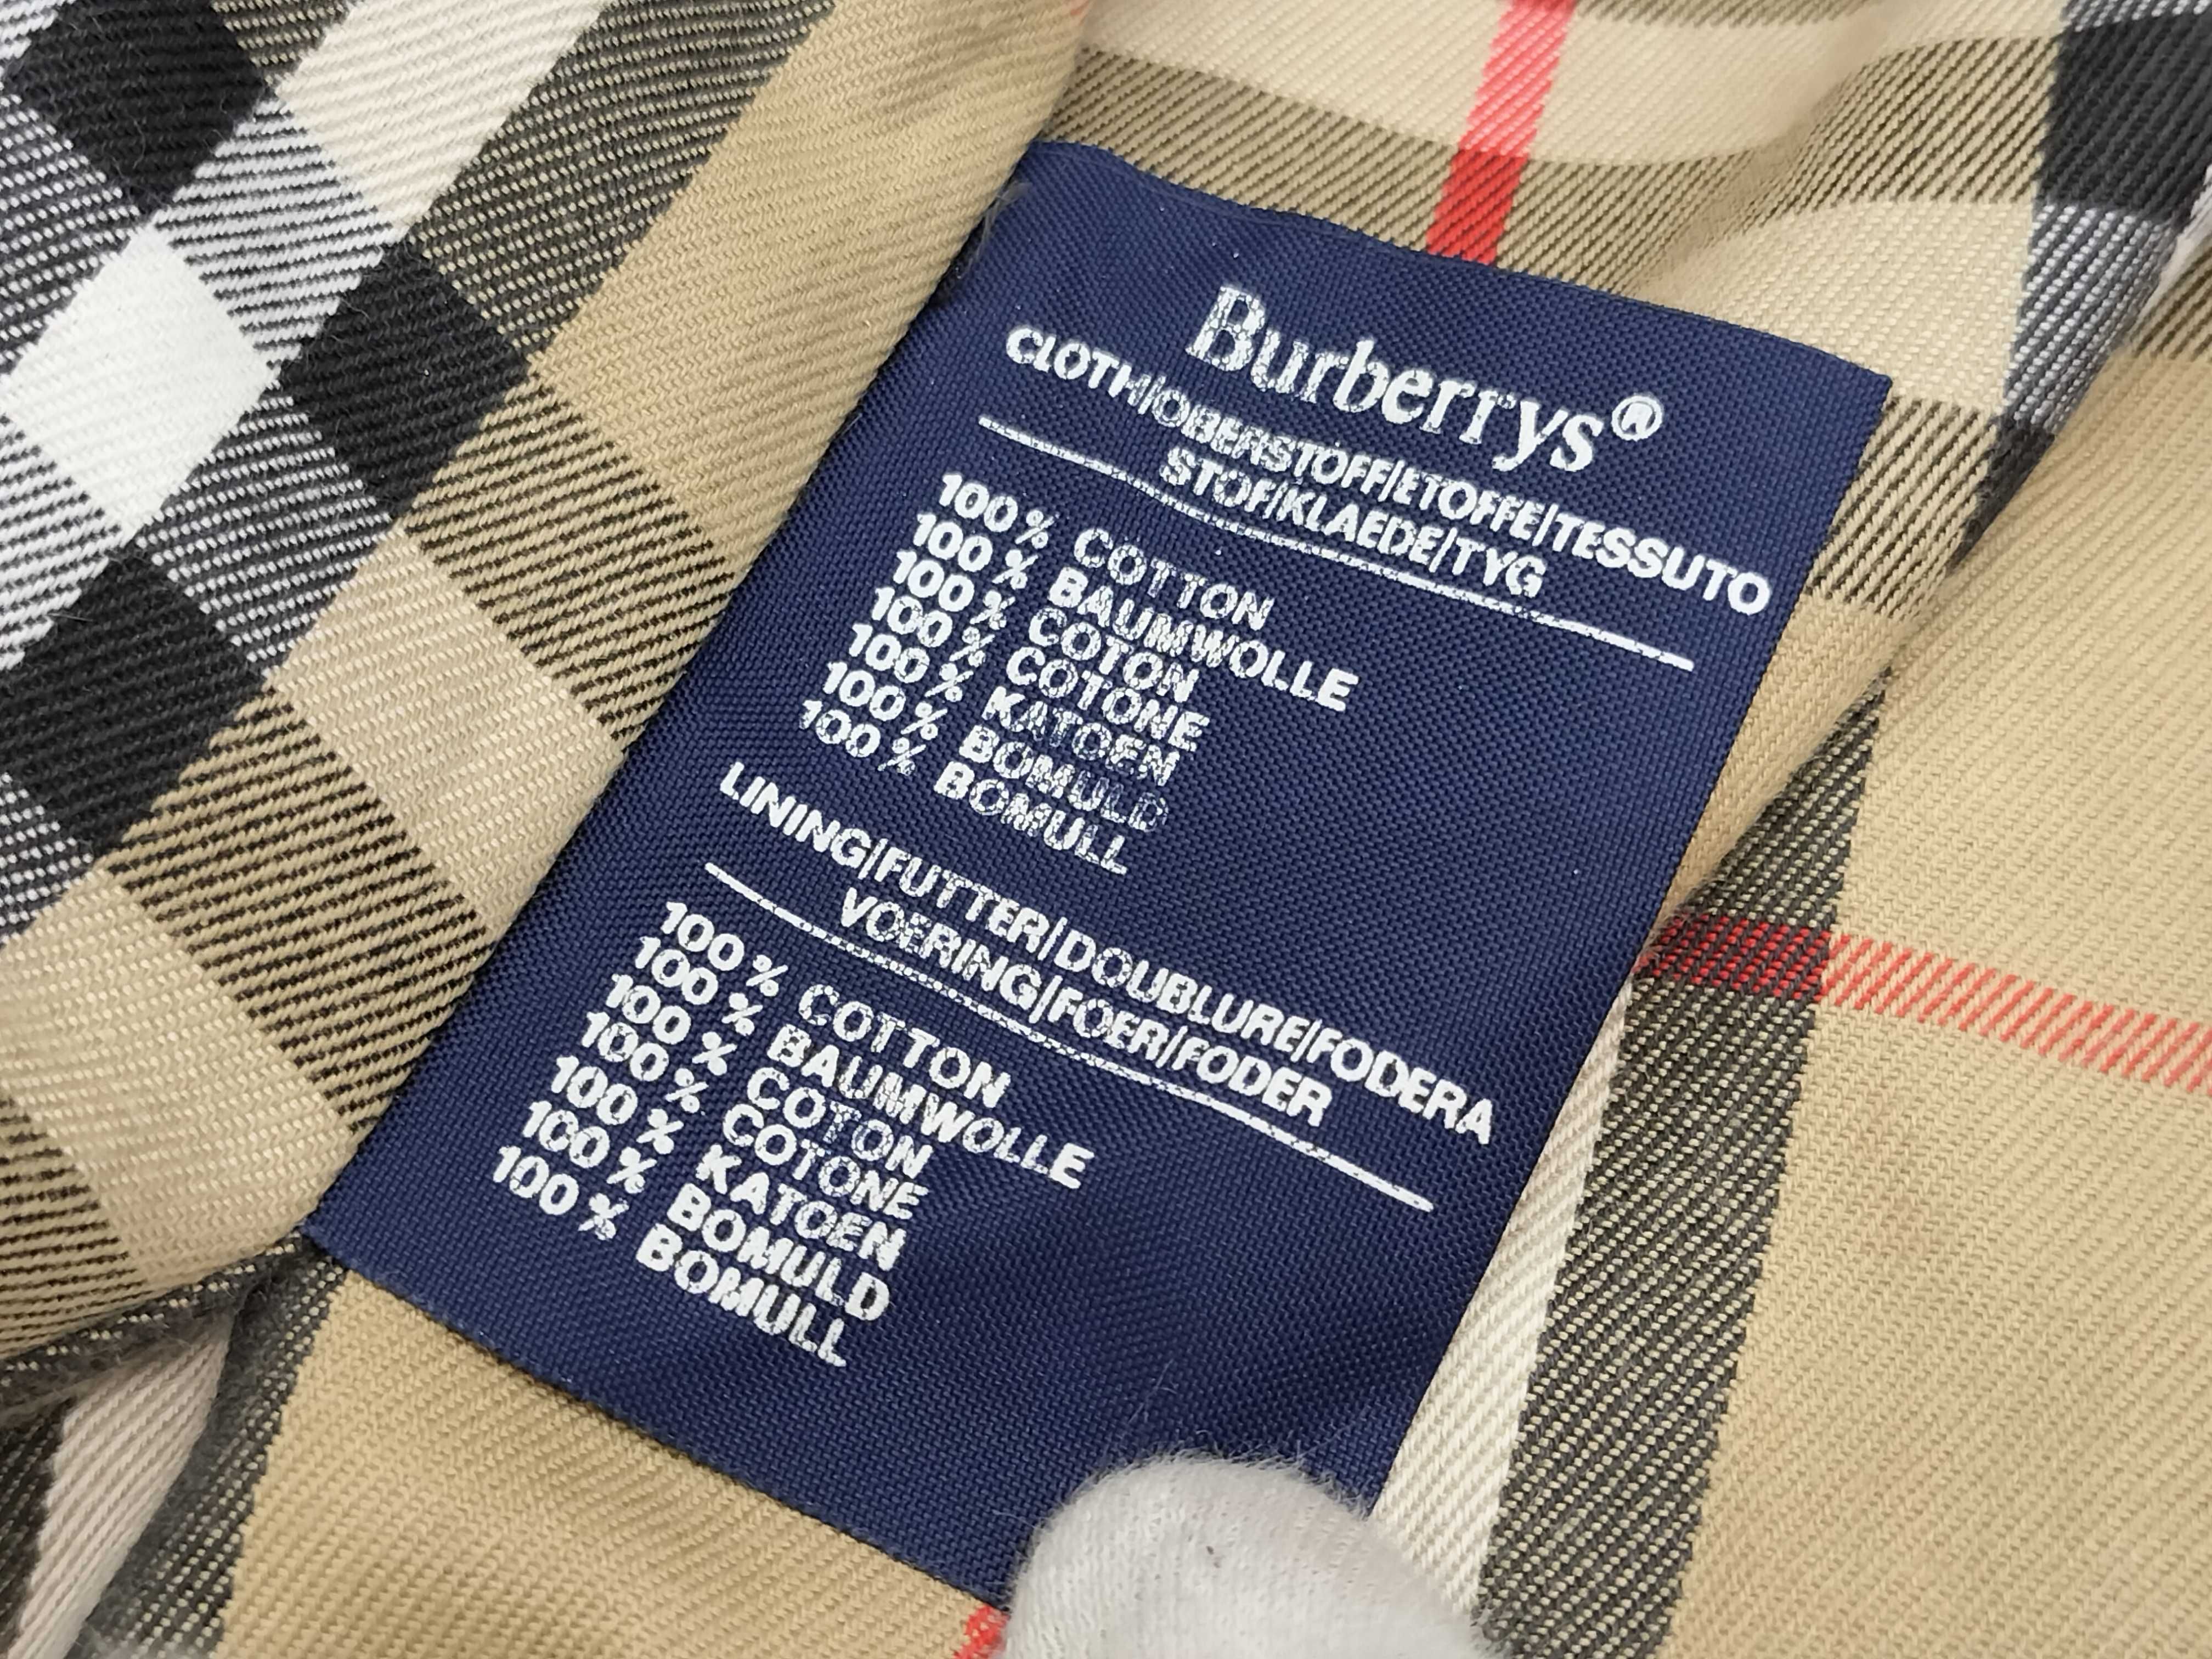 Burberrys®
CLOTH/OBERSTOFF/ETOFFE/TESSUTO
STOF/KLAEDE/TYG
100% COTTON
100% BAUMWOLLE
100% COTON
100% COTONE
100% KATOEN
100% BOMULD
100% BOMULL
LINING/FUTTER/DOUBLURE/FODERA
VOERING/FOER/FODER
100% COTTON
100% BAUMWOLLE
100% COTON
100% COTONE
100% KATOEN
100% BOMULD
100% BOMULL